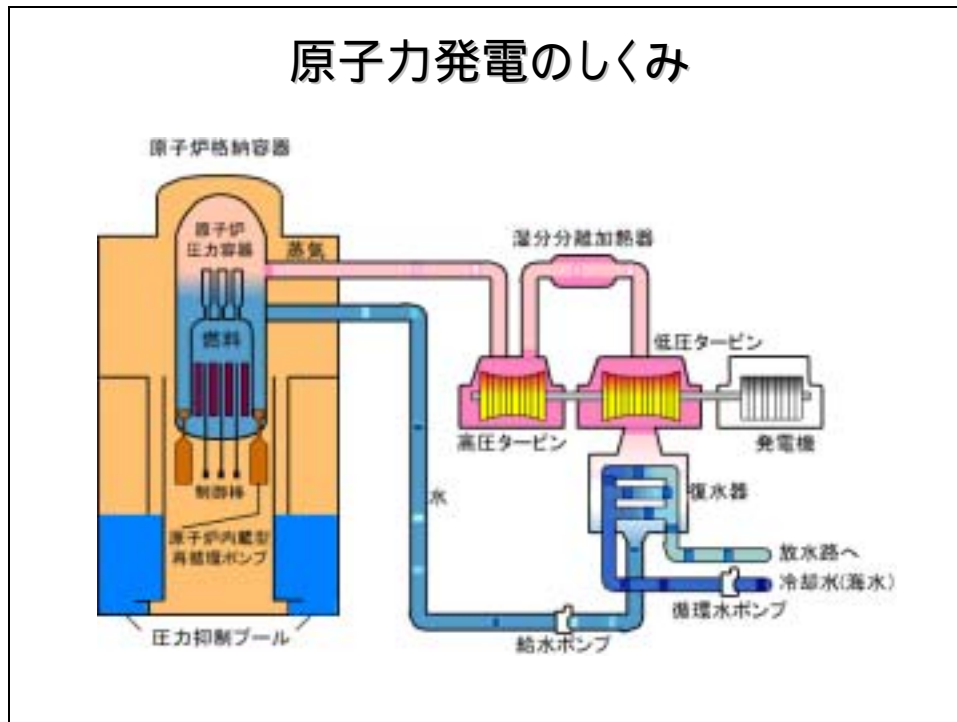 原子力発電のしくみ
原子炉格納容器
原子炉
圧力容器
蒸気
湿分分離加熱器
燃料
低圧タービン
高圧タービン
発電機
制御棒
水
復水器
原子炉内蔵型
再循環ポンプ
放水路へ
冷却水(海水)
循環水ポンプ
圧力抑制プール
給水ポンプ